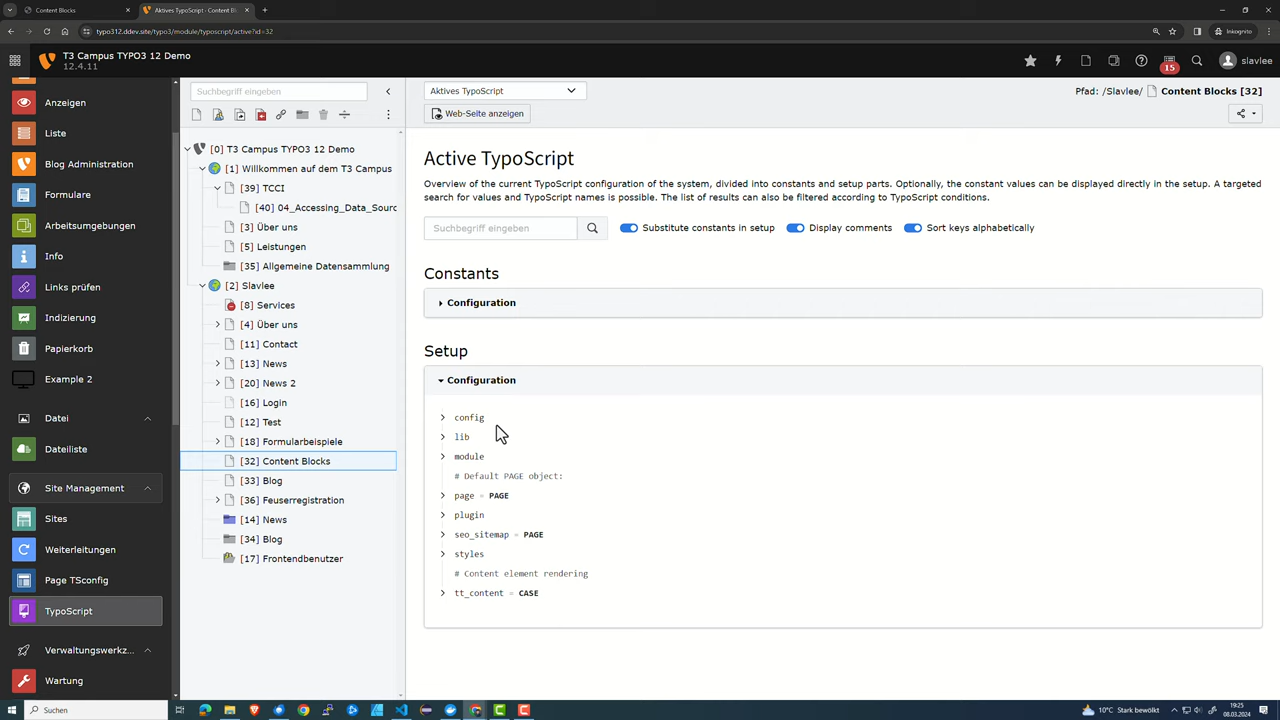 Content Blocks
Aktives TypoScript - Content Bl
typo312.ddev.site/typo3/module/typoscript/active?id=32
Inkognito
T3 Campus TYPO3 12 Demo
12.4.11
15
slavlee
Anzeigen
Liste
Blog Administration
Formulare
Arbeitsumgebungen
Info
Links prüfen
Indizierung
Papierkorb
Example 2
Datei
Dateiliste
Site Management
Sites
Weiterleitungen
Page TSconfig
TypoScript
Verwaltungswerkz...
Wartung
Suchbegriff eingeben
[0] T3 Campus TYPO3 12 Demo
[1] Willkommen auf dem T3 Campus
[39] TCCI
[40] 04_Accessing_Data_Sourc
[3] Über uns
[5] Leistungen
[35] Allgemeine Datensammlung
[2] Slavlee
[8] Services
[4] Über uns
[11] Contact
[13] News
[20] News 2
[16] Login
[12] Test
[18] Formularbeispiele
[32] Content Blocks
[33] Blog
[36] Feuserregistration
[14] News
[34] Blog
[17] Frontendbenutzer
Aktives TypoScript
Pfad: /Slavlee/ Content Blocks [32]
Web-Seite anzeigen
Active TypoScript
Overview of the current TypoScript configuration of the system, divided into constants and setup parts. Optionally, the constant values can be displayed directly in the setup. A targeted
search for values and TypoScript names is possible. The list of results can also be filtered according to TypoScript conditions.
Suchbegriff eingeben
Substitute constants in setup
Display comments
Sort keys alphabetically
Constants
Configuration
Setup
Configuration
config
lib
module
# Default PAGE object:
page = PAGE
plugin
seo_sitemap = PAGE
styles
# Content element rendering
tt_content = CASE
Suchen
10°C Stark bewölkt
19:25
08.03.2024